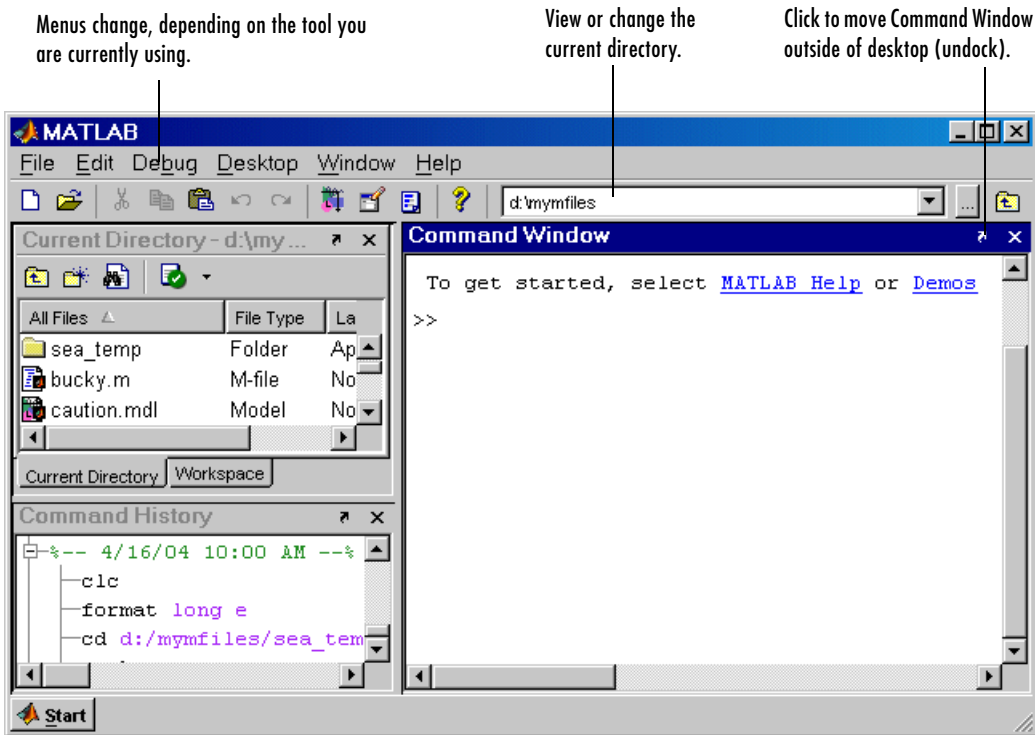 Menus change, depending on the tool you
are currently using.
View or change the
current directory.
Click to move Command Window
outside of desktop (undock).
MATLAB
File Edit Debug Desktop Window Help
d:\mymfiles
...
Current Directory - d:\my...
All Files File Type La
sea_temp Folder Ap
bucky.m M-file No
caution.mdl Model No
Current Directory Workspace
Command History
%-- 4/16/04 10:00 AM --%
clc
format long e
cd d:/mymfiles/sea_tem
Command Window
To get started, select MATLAB Help or Demos
>>
Start